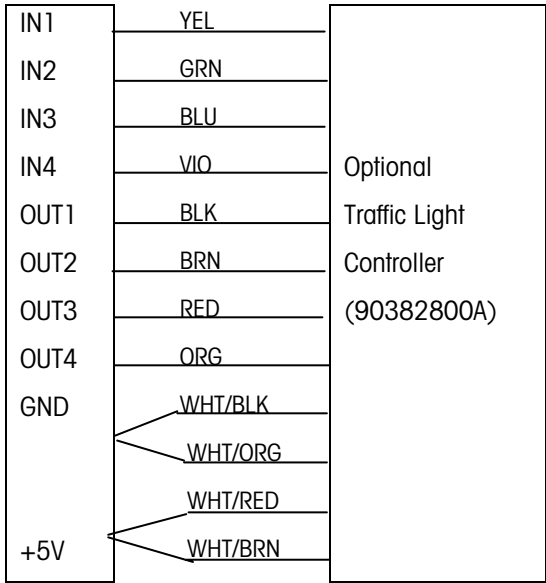 IN1 YEL
IN2 GRN
IN3 BLU
IN4 VIO Optional
OUT1 BLK Traffic Light
OUT2 BRN Controller
OUT3 RED (90382800A)
OUT4 ORG
GND WHT/BLK
WHT/ORG
WHT/RED
+5V WHT/BRN